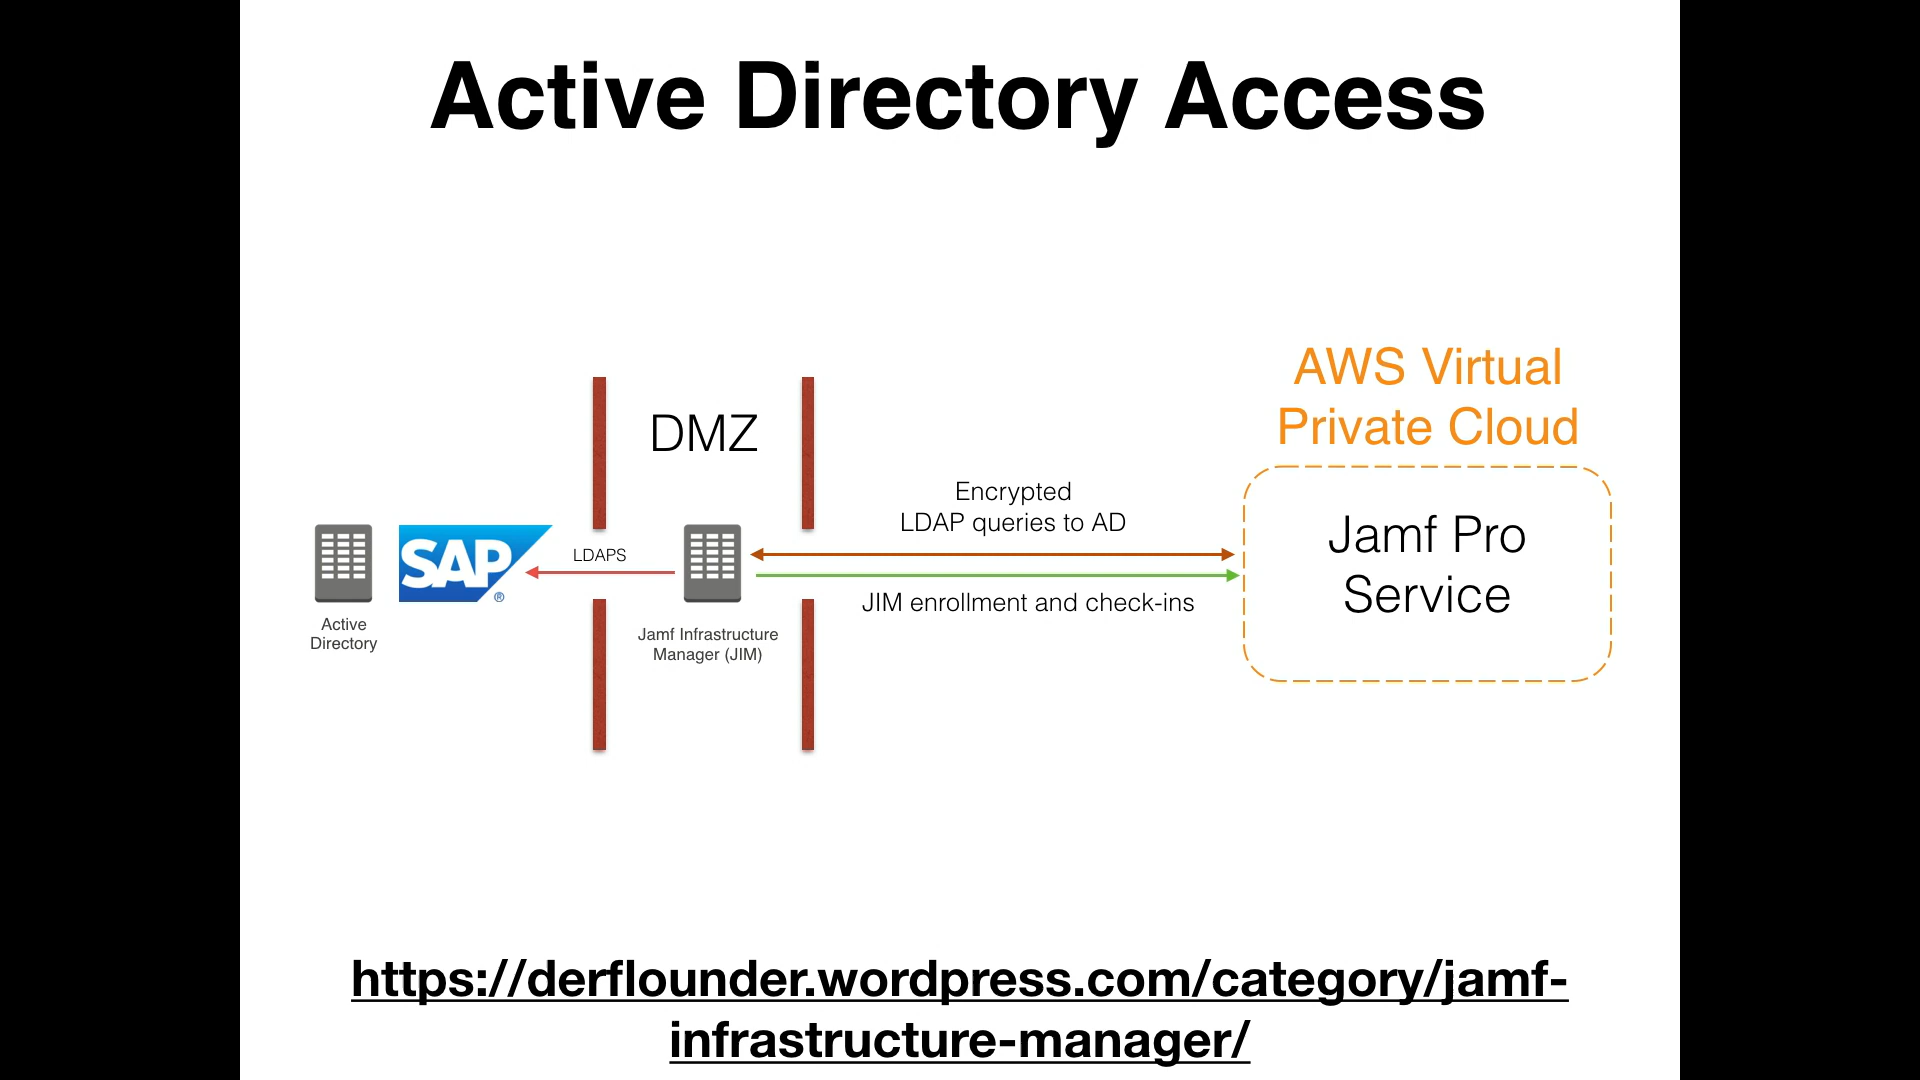 Active Directory Access
AWS Virtual
Private Cloud
DMZ
Encrypted
LDAP queries to AD
Jamf Pro
Service
SAP
®
LDAPS
JIM enrollment and check-ins
Active
Directory
Jamf Infrastructure
Manager (JIM)
https://derflounder.wordpress.com/category/jamf-
infrastructure-manager/